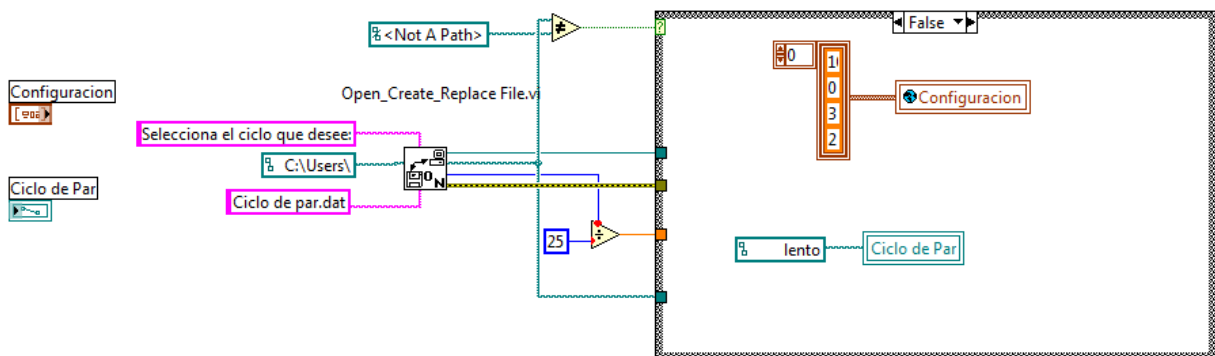 False
<Not A Path>
0
10
0
3
2
Configuracion
Configuracion
Open_Create_Replace File.vi
Selecciona el ciclo que desee:
C:\Users\
Ciclo de Par
Ciclo de par.dat
25
lento
Ciclo de Par